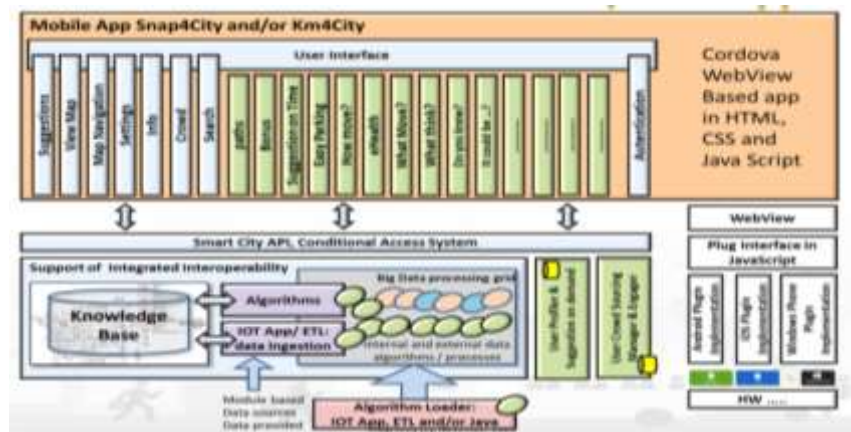 Mobile App Snap4City and/or Km4City
User Interface
Suggestions
View Map
Map Navigation
Settings
Info
Crowd
Search
paths
Bonus
Suggestion on Time
Easy Parking
How move?
eHealth
What Move?
What think?
Do you know?
It could be ..?
Autentication
Cordova
WebView
Based app
in HTML,
CSS and
Java Script
Smart City API, Conditional Access System
Support of Integrated Interoperability
Knowledge
Base
Algorithms
IOT App/ ETL:
data ingestion
Big Data processing grid
Internal and external data
algorithms / processes
User Profiler &
Suggestion on demand
User Crowd Sourcing
Manager & Engager
WebView
Plug Interface in
JavaScript
Android Plugin
Implementation
iOS Plugin
Implementation
Windows Phone
Plugin
Implementation
HW .....
Module based
Data sources
Data provided
Algorithm Loader:
IOT App, ETL and/or Java